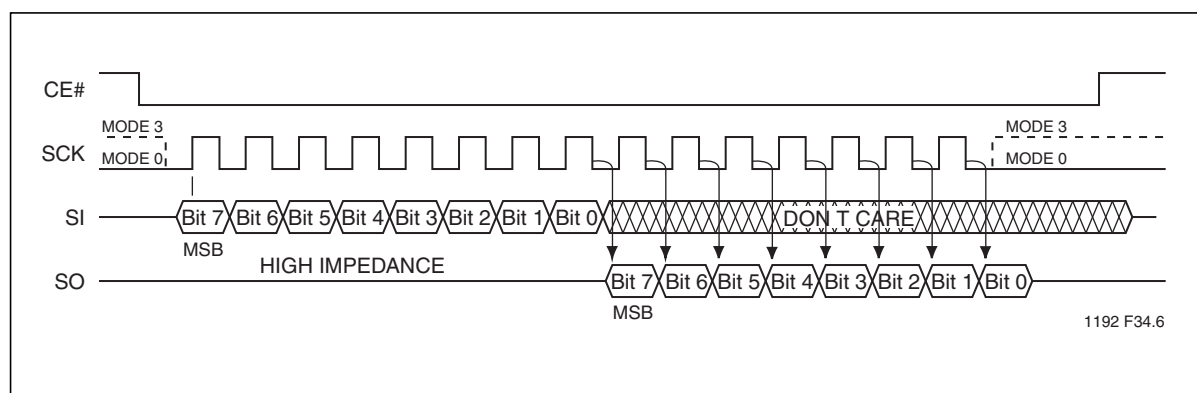 CE#
MODE 3 MODE 3
SCK MODE 0 MODE 0
SI Bit 7 Bit 6 Bit 5 Bit 4 Bit 3 Bit 2 Bit 1 Bit 0 DON T CARE
MSB
HIGH IMPEDANCE
SO Bit 7 Bit 6 Bit 5 Bit 4 Bit 3 Bit 2 Bit 1 Bit 0
MSB
1192 F34.6